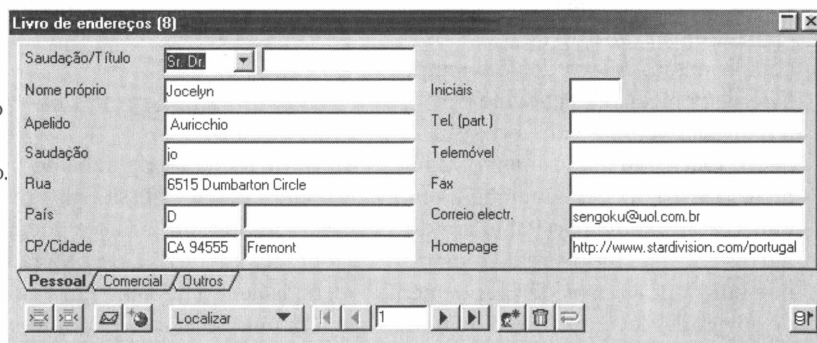 Livro de endereços (8)
Saudação/Título Sr. Dr.
Nome próprio Jocelyn Iniciais
Apelido Auricchio Tel. (part.)
Saudação jo Telemóvel
Rua 6515 Dumbarton Circle Fax
País D Correio electr. sengoku@uol.com.br
CP/Cidade CA 94555 Fremont Homepage http://www.stardivision.com/portugal
Pessoal Comercial Outros
Localizar 1